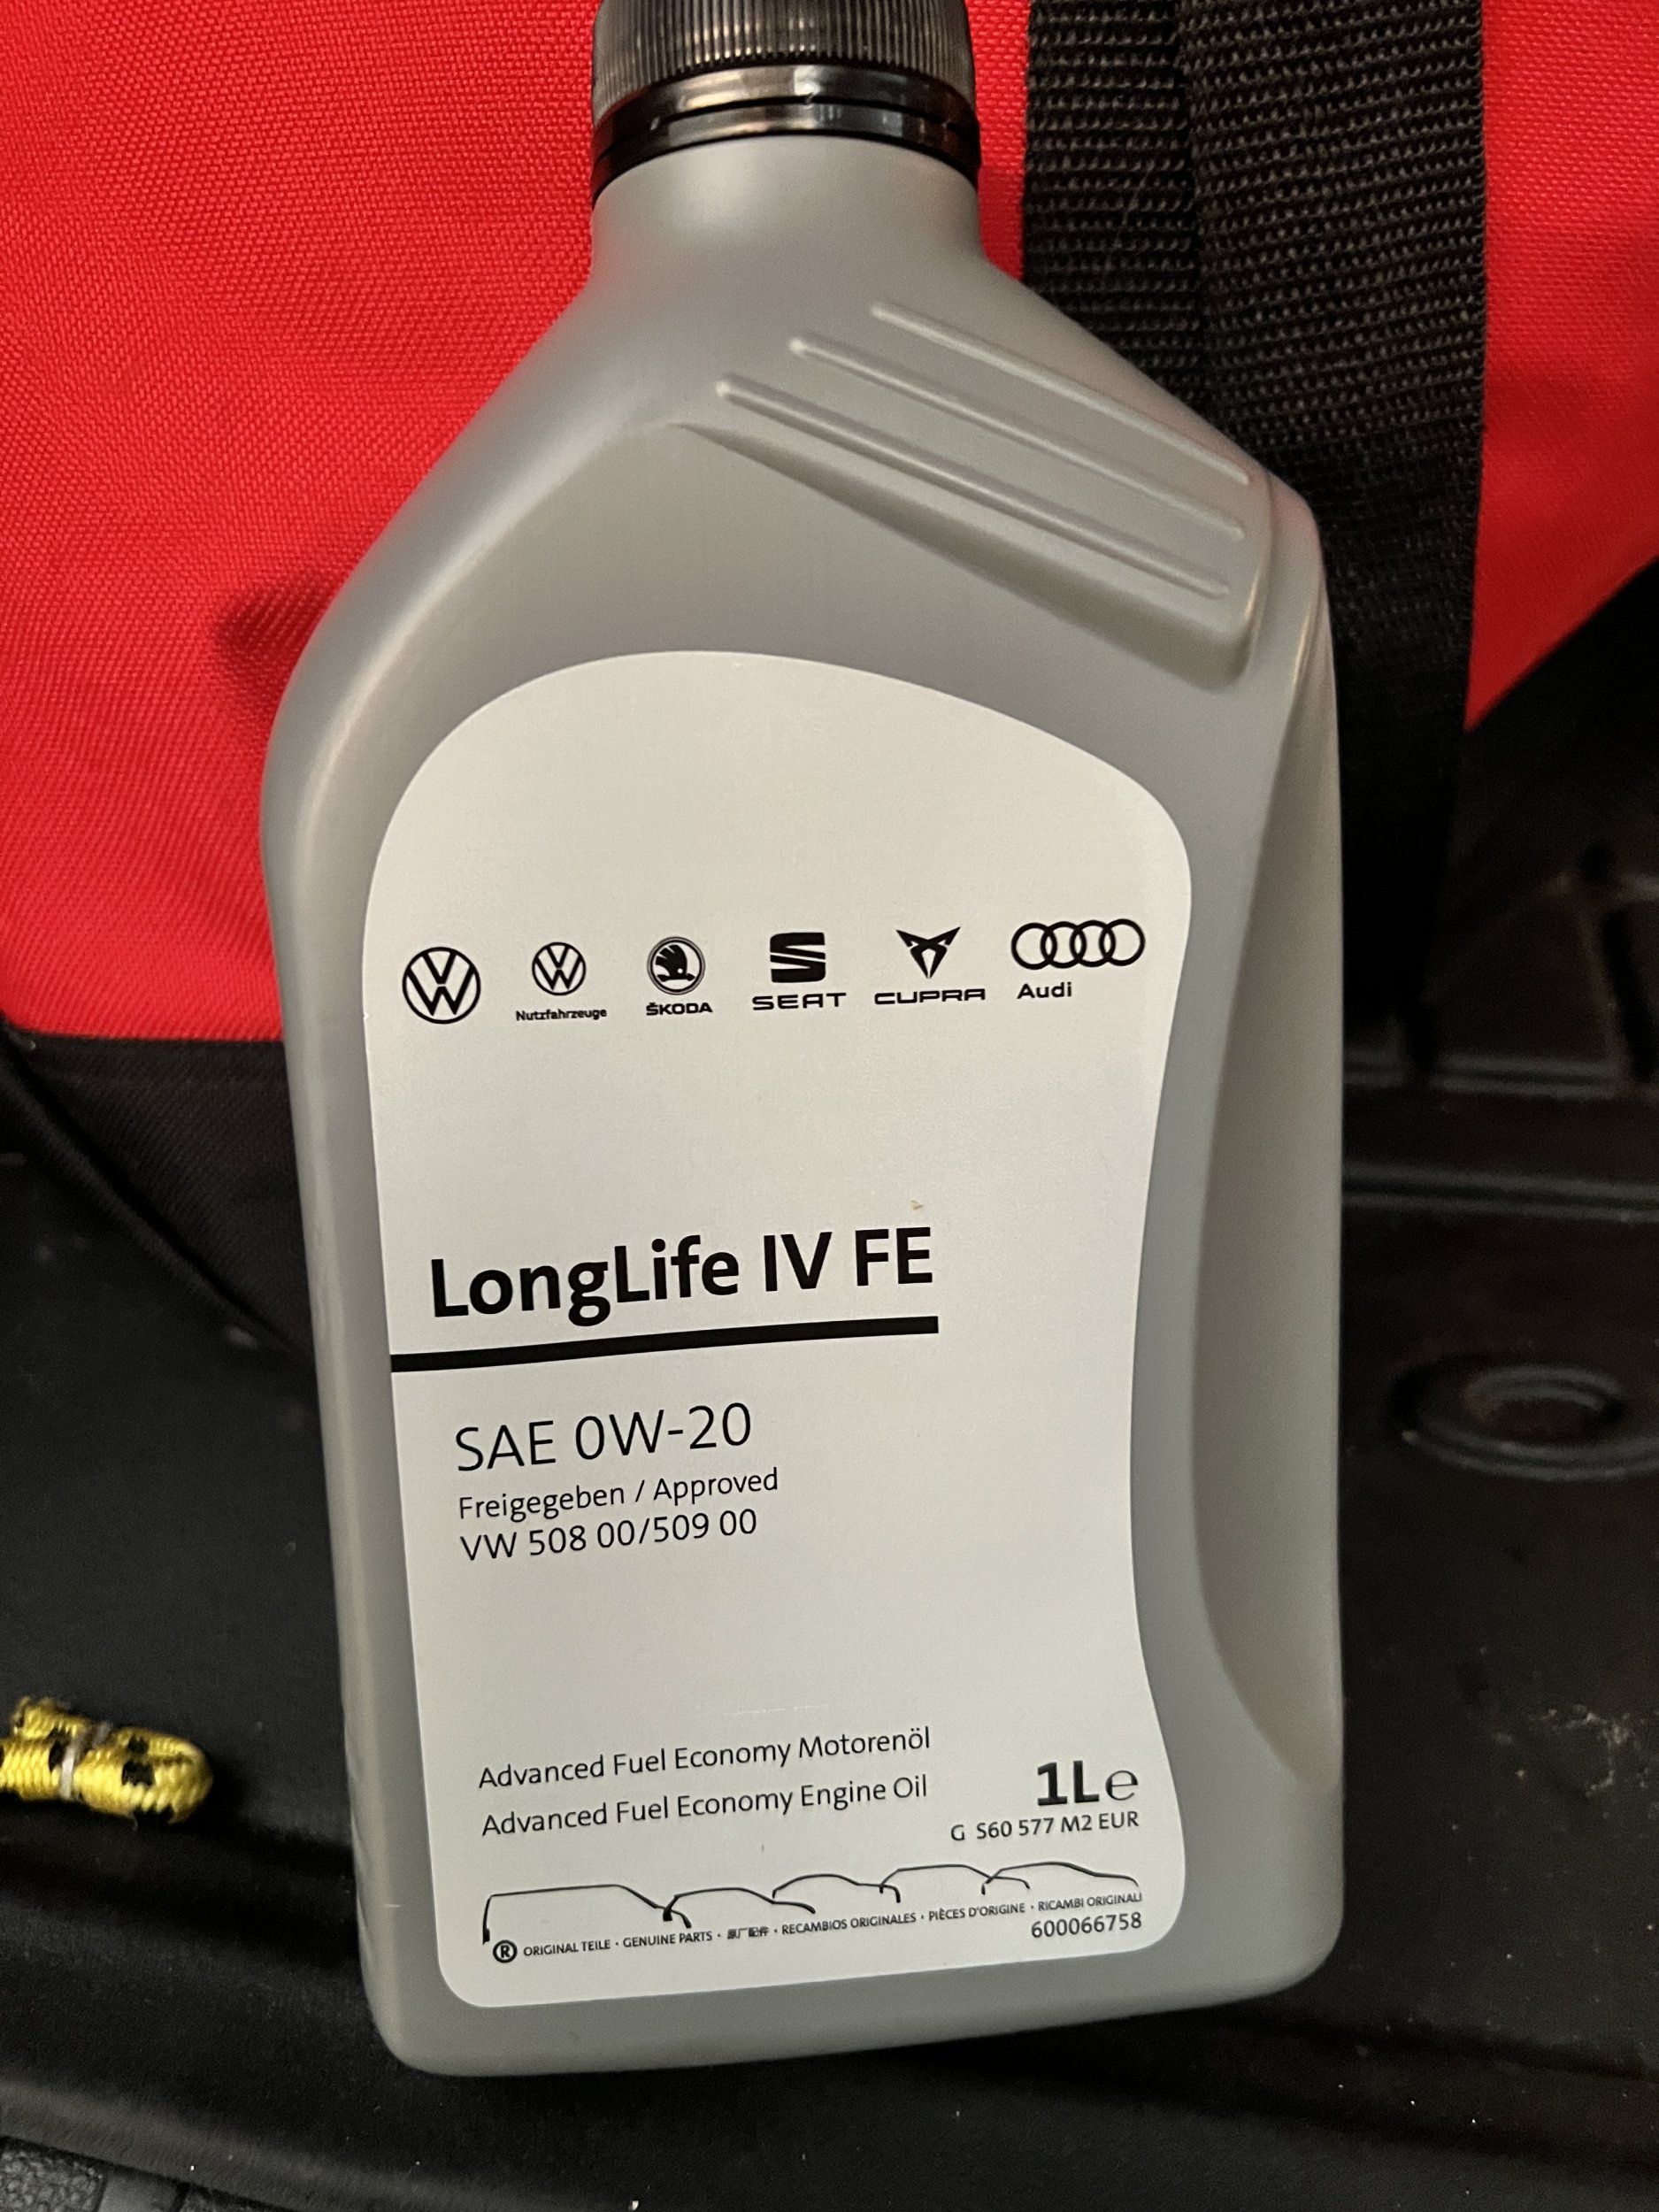 Nutzfahrzeuge
ŠKODA
SEAT
CUPRA
Audi
LongLife IV FE
SAE 0W-20
Freigegeben / Approved
VW 508 00/509 00
Advanced Fuel Economy Motorenöl
Advanced Fuel Economy Engine Oil
1L℮
G S60 577 M2 EUR
® ORIGINAL TEILE · GENUINE PARTS · 原厂配件 · RECAMBIOS ORIGINALES · PIÈCES D'ORIGINE · RICAMBI ORIGINALI
600066758